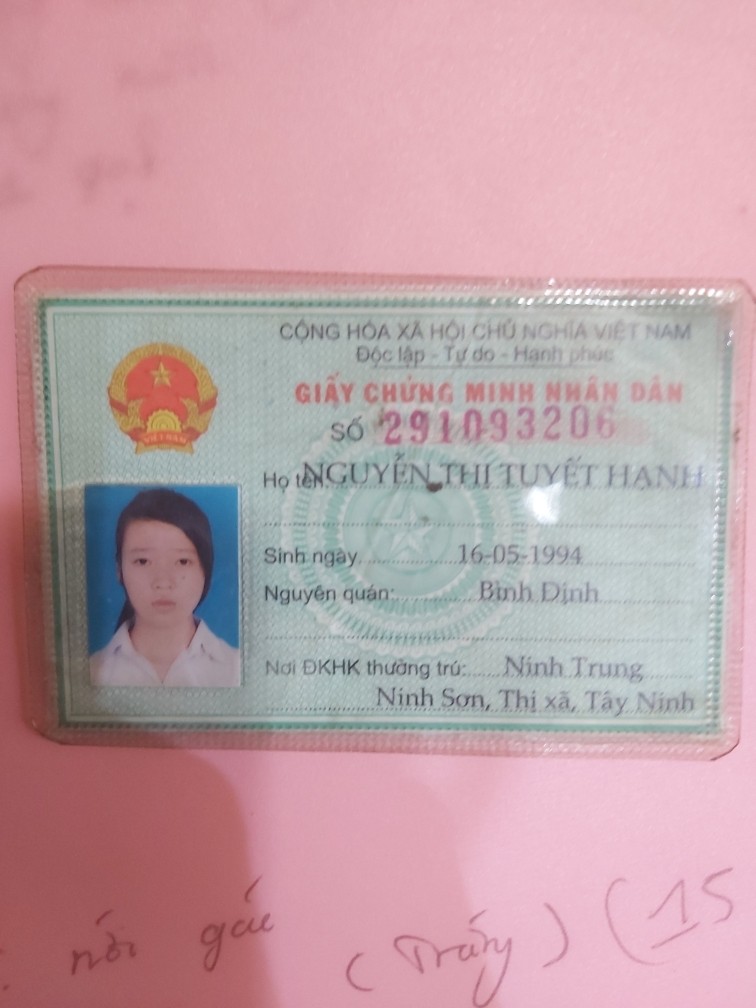 CỘNG HÒA XÃ HỘI CHỦ NGHĨA VIỆT NAM
Độc lập - Tự do - Hạnh phúc
GIẤY CHỨNG MINH NHÂN DÂN
SỐ 291093206
Họ tên NGUYỄN THỊ TUYẾT HẠNH
Sinh ngày 16-05-1994
Nguyên quán: Bình Định
Nơi ĐKHK thường trú: Ninh Trung
Ninh Sơn, Thị xã, Tây Ninh
VIỆT NAM
(15